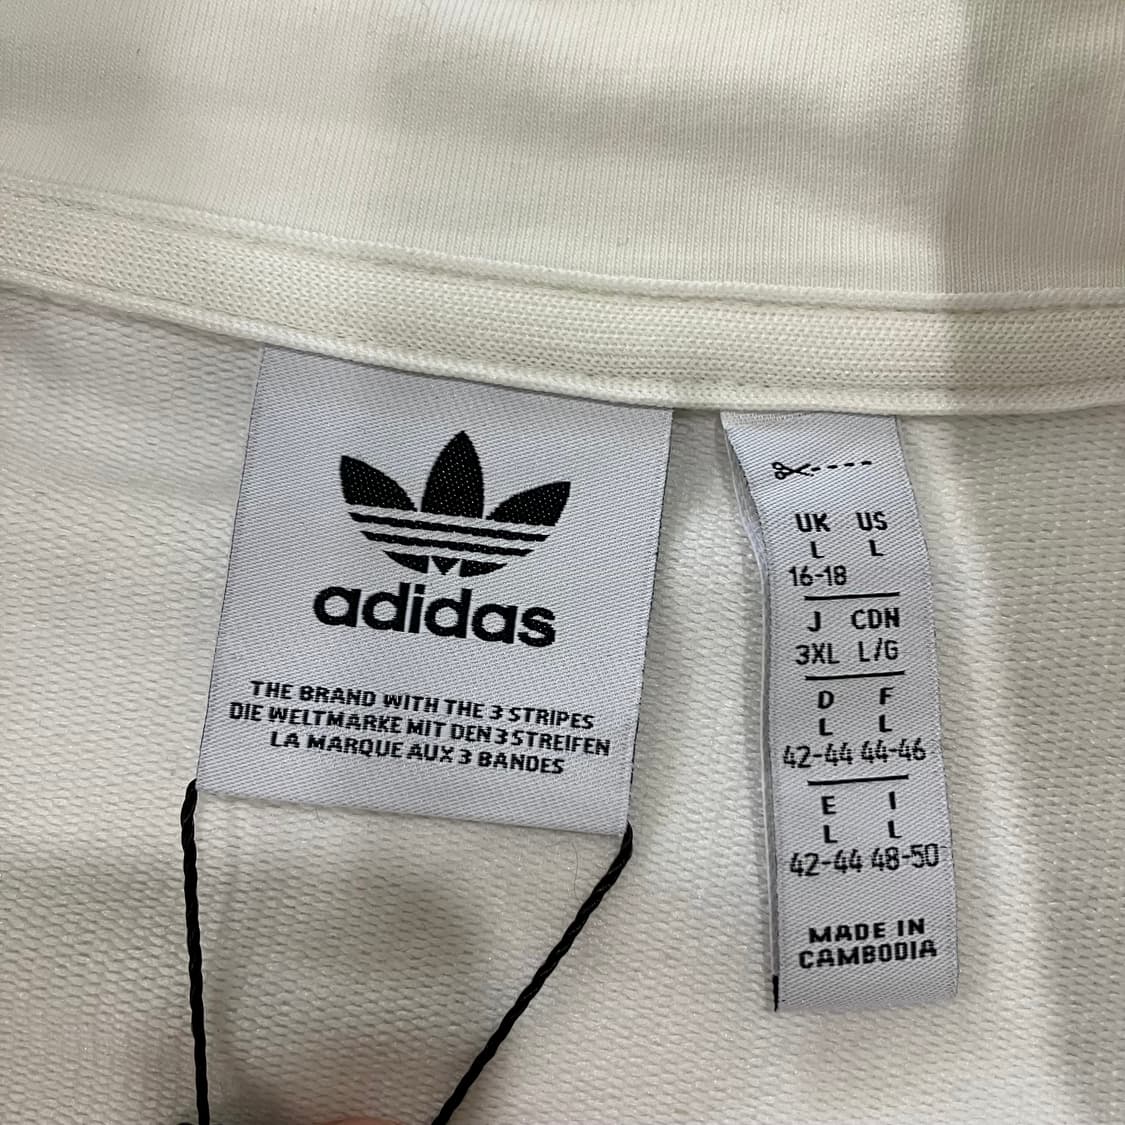 adidas
THE BRAND WITH THE 3 STRIPES
DIE WELTMARKE MIT DEN 3 STREIFEN
LA MARQUE AUX 3 BANDES
UK US
L L
16-18
J CDN
3XL L/G
D F
L L
42-44 44-46
E I
L L
42-44 48-50
MADE IN
CAMBODIA